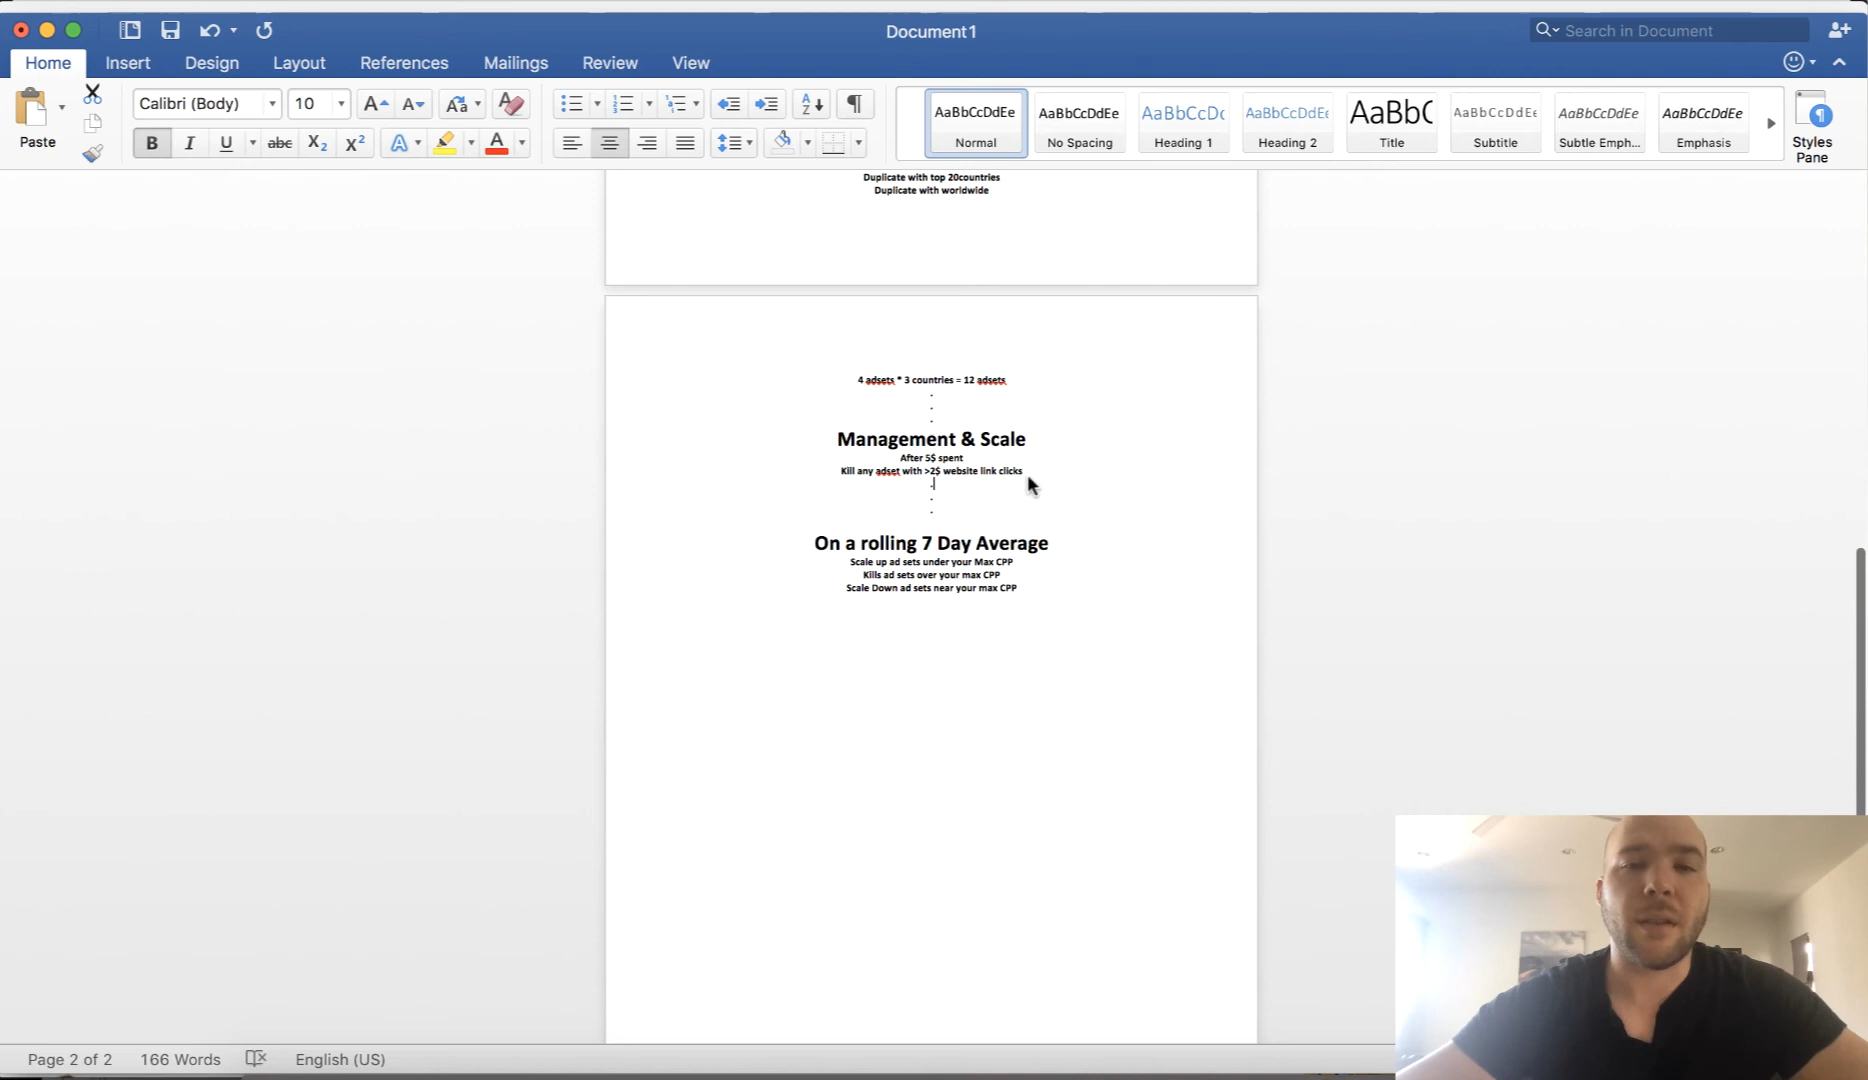 Document1
Search in Document
Home Insert Design Layout References Mailings Review View
Paste
Calibri (Body) 10
B I U abc X₂ X² A A
AaBbCcDdEe AaBbCcDdEe AaBbCcDc AaBbCcDdEe AaBbC AaBbCcDdEe AaBbCcDdEe AaBbCcDdEe
Normal No Spacing Heading 1 Heading 2 Title Subtitle Subtle Emph... Emphasis
Styles
Pane
Duplicate with top 20countries
Duplicate with worldwide
4 adsets * 3 countries = 12 adsets
.
.
.
Management & Scale
After 5$ spent
Kill any adset with >2$ website link clicks
.
.
.
On a rolling 7 Day Average
Scale up ad sets under your Max CPP
Kills ad sets over your max CPP
Scale Down ad sets near your max CPP
Page 2 of 2 166 Words English (US)